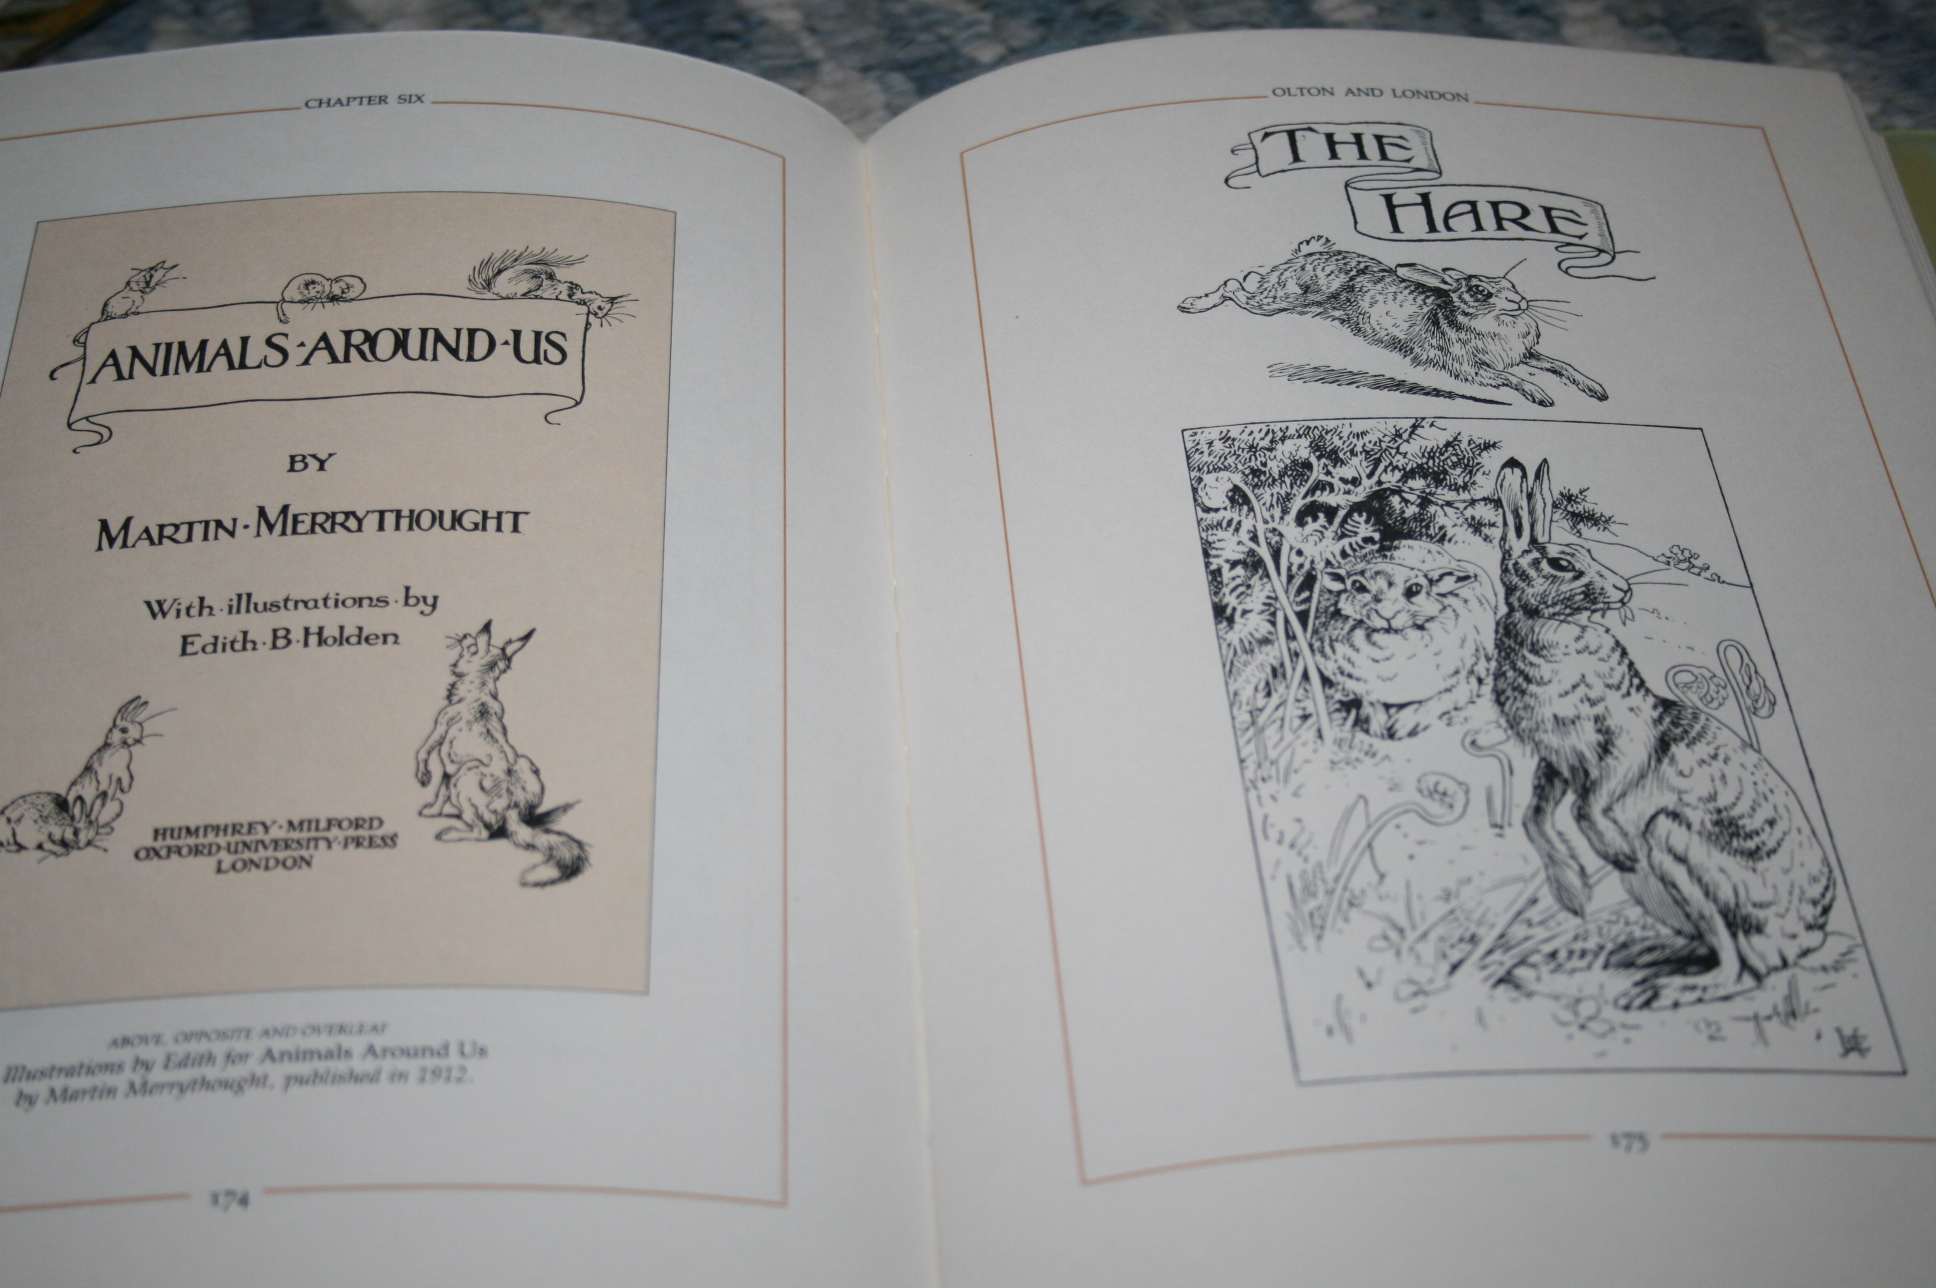 CHAPTER SIX
ANIMALS·AROUND·US
BY
MARTIN·MERRYTHOUGHT
With·illustrations·by
Edith·B·Holden
HUMPHREY·MILFORD
OXFORD·UNIVERSITY·PRESS
LONDON
ABOVE, OPPOSITE AND OVERLEAF
Illustrations by Edith for Animals Around Us
by Martin Merrythought, published in 1912.
174
OLTON AND LONDON
THE
HARE
175